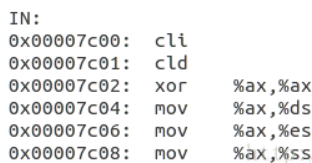 IN:
0x00007c00: cli
0x00007c01: cld
0x00007c02: xor %ax,%ax
0x00007c04: mov %ax,%ds
0x00007c06: mov %ax,%es
0x00007c08: mov %ax,%ss